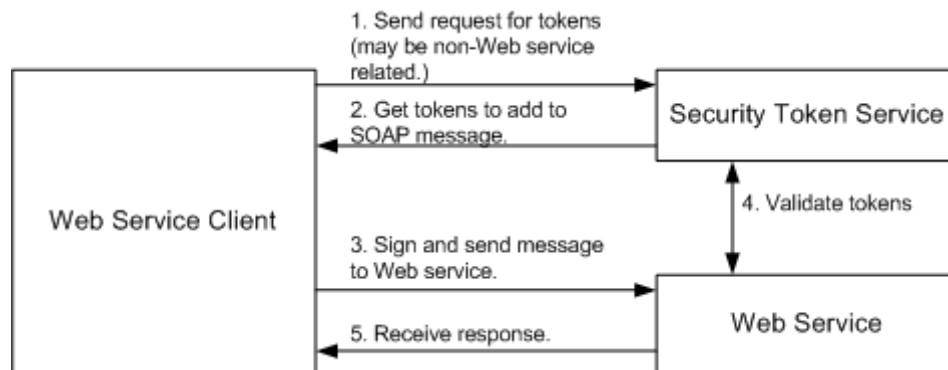 1. Send request for tokens
(may be non-Web service
related.)
2. Get tokens to add to
SOAP message.
Security Token Service
Web Service Client
4. Validate tokens
3. Sign and send message
to Web service.
5. Receive response.
Web Service